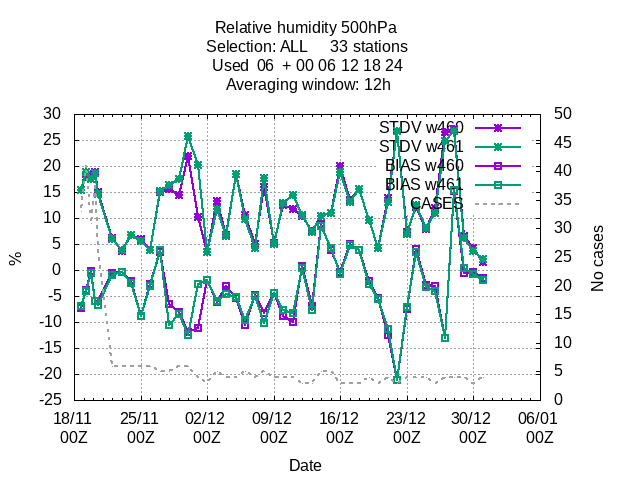 Relative humidity 500hPa
Selection: ALL     33 stations
Used  06  + 00 06 12 18 24
Averaging window: 12h
30
25
20
15
10
5
0
-5
-10
-15
-20
-25
%
STDV w460
STDV w461
BIAS w460
BIAS w461
CASES
50
45
40
35
30
25
20
15
10
5
0
No cases
18/11 25/11 02/12 09/12 16/12 23/12 30/12 06/01
00Z 00Z 00Z 00Z 00Z 00Z 00Z 00Z
Date